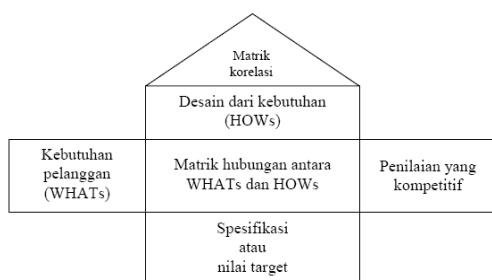 Matrik
korelasi
Desain dari kebutuhan
(HOWs)
Kebutuhan
pelanggan
(WHATs)
Matrik hubungan antara
WHATs dan HOWs
Penilaian yang
kompetitif
Spesifikasi
atau
nilai target